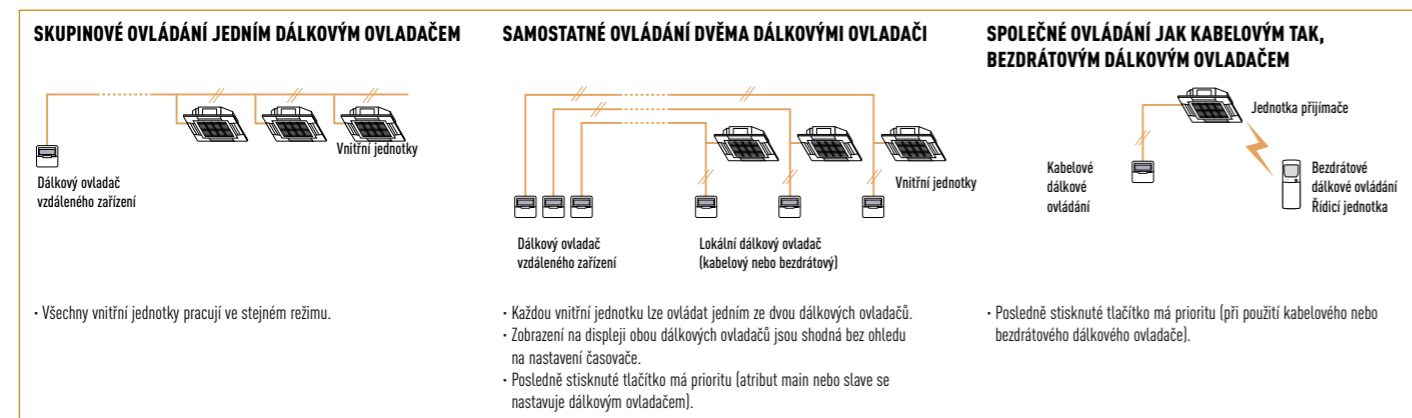 SKUPINOVÉ OVLÁDÁNÍ JEDNÍM DÁLKOVÝM OVLADAČEM
Vnitřní jednotky
Dálkový ovladač
vzdáleného zařízení
· Všechny vnitřní jednotky pracují ve stejném režimu.
SAMOSTATNÉ OVLÁDÁNÍ DVĚMA DÁLKOVÝMI OVLADAČI
Vnitřní jednotky
Dálkový ovladač
vzdáleného zařízení
Lokální dálkový ovladač
(kabelový nebo bezdrátový)
· Každou vnitřní jednotku lze ovládat jedním ze dvou dálkových ovladačů.
· Zobrazení na displeji obou dálkových ovladačů jsou shodná bez ohledu
na nastavení časovače.
· Posledně stisknuté tlačítko má prioritu (atribut main nebo slave se
nastavuje dálkovým ovladačem).
SPOLEČNÉ OVLÁDÁNÍ JAK KABELOVÝM TAK,
BEZDRÁTOVÝM DÁLKOVÝM OVLADAČEM
Jednotka přijímače
Kabelové
dálkové
ovládání
Bezdrátové
dálkové ovládání
Řídicí jednotka
· Posledně stisknuté tlačítko má prioritu (při použití kabelového nebo
bezdrátového dálkového ovladače).